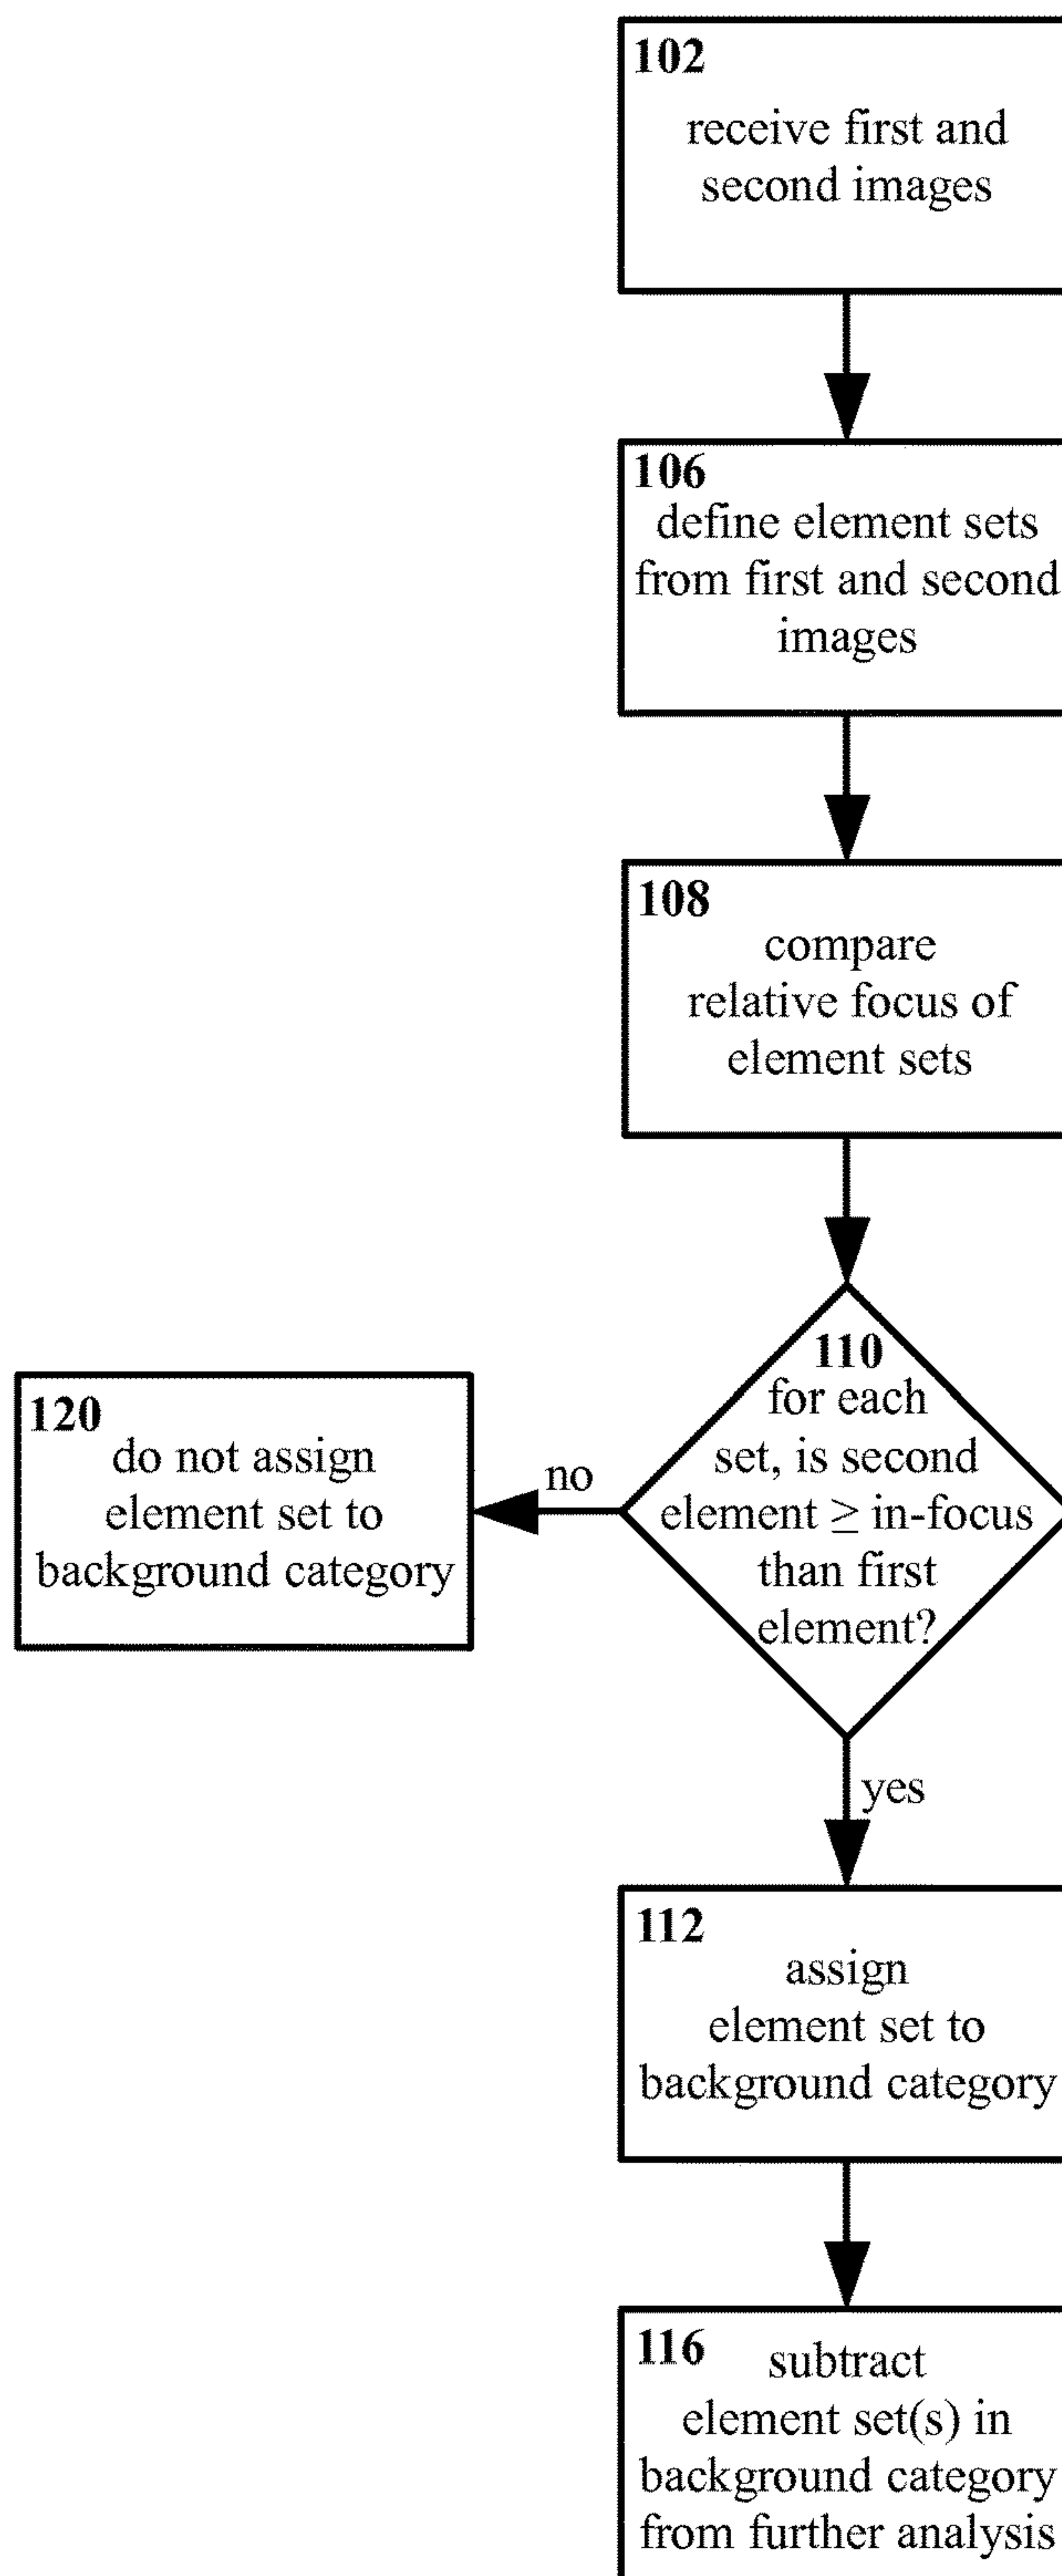 102
receive first and
second images
106
define element sets
from first and second
images
108
compare
relative focus of
element sets
110
for each
set, is second
element ≥ in-focus
than first
element?
no
120
do not assign
element set to
background category
yes
112
assign
element set to
background category
116
subtract
element set(s) in
background category
from further analysis